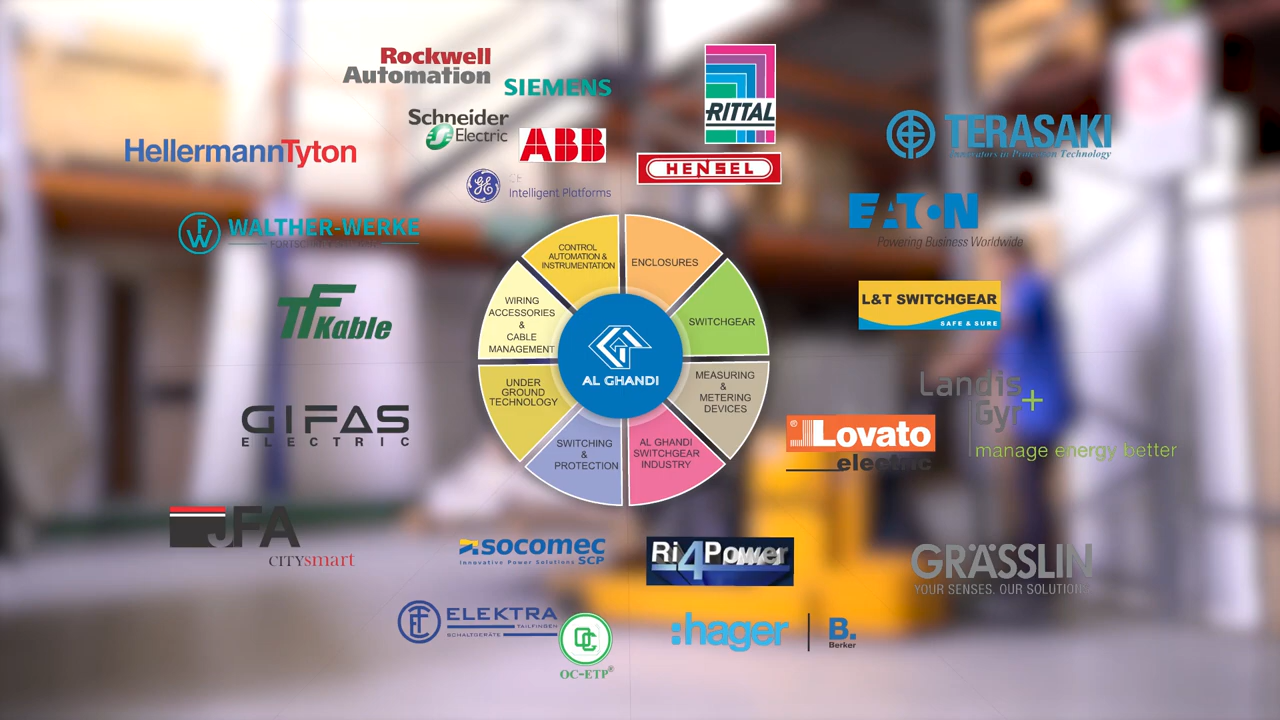 Rockwell
Automation
SIEMENS
Schneider
Electric
ABB
GE
Intelligent Platforms
HellermannTyton
RITTAL
HENSEL
TERASAKI
Innovators in Protection Technology
FW
WALTHER-WERKE
EATON
Powering Business Worldwide
TF Kable
L&T SWITCHGEAR
SAFE & SURE
CONTROL
AUTOMATION &
INSTRUMENTATION
ENCLOSURES
WIRING
ACCESSORIES
&
CABLE
MANAGEMENT
SWITCHGEAR
AL GHANDI
UNDER
GROUND
TECHNOLOGY
MEASURING
&
METERING
DEVICES
SWITCHING
&
PROTECTION
AL GHANDI
SWITCHGEAR
INDUSTRY
GIFAS
ELECTRIC
Landis
Gyr+
manage energy better
® Lovato
electric
JFA
CITYsmart
socomec
Innovative Power Solutions SCP
Ri4Power
GRÄSSLIN
YOUR SENSES. OUR SOLUTIONS
ELEKTRA
TAILFINGEN
SCHALTGERÄTE
OC-ETP®
:hager
B.
Berker